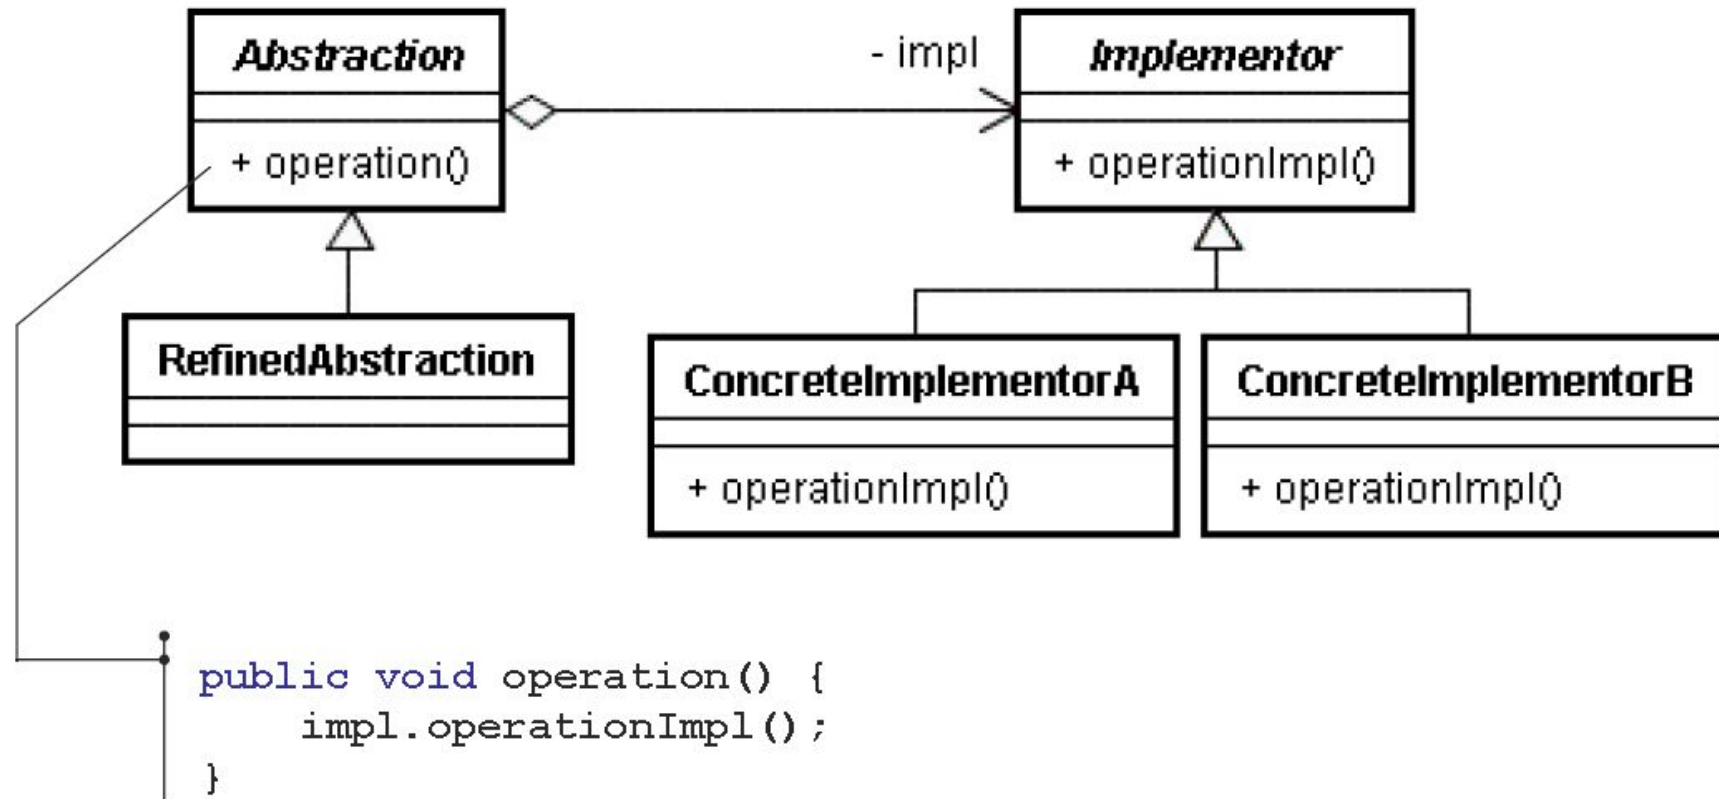 Abstraction
- impl
Implementor
+ operation()
+ operationImpl()
RefinedAbstraction
ConcreteImplementorA
ConcreteImplementorB
+ operationImpl()
+ operationImpl()
public void operation() {
    impl.operationImpl();
}